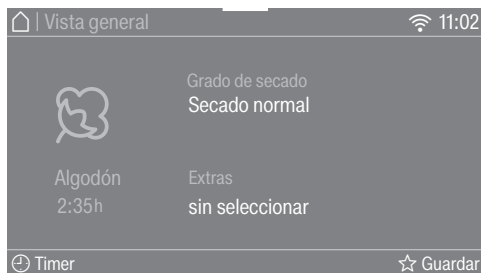 | Vista general 11:02
Grado de secado
Secado normal
Algodón
2:35h
Extras
sin seleccionar
Timer Guardar